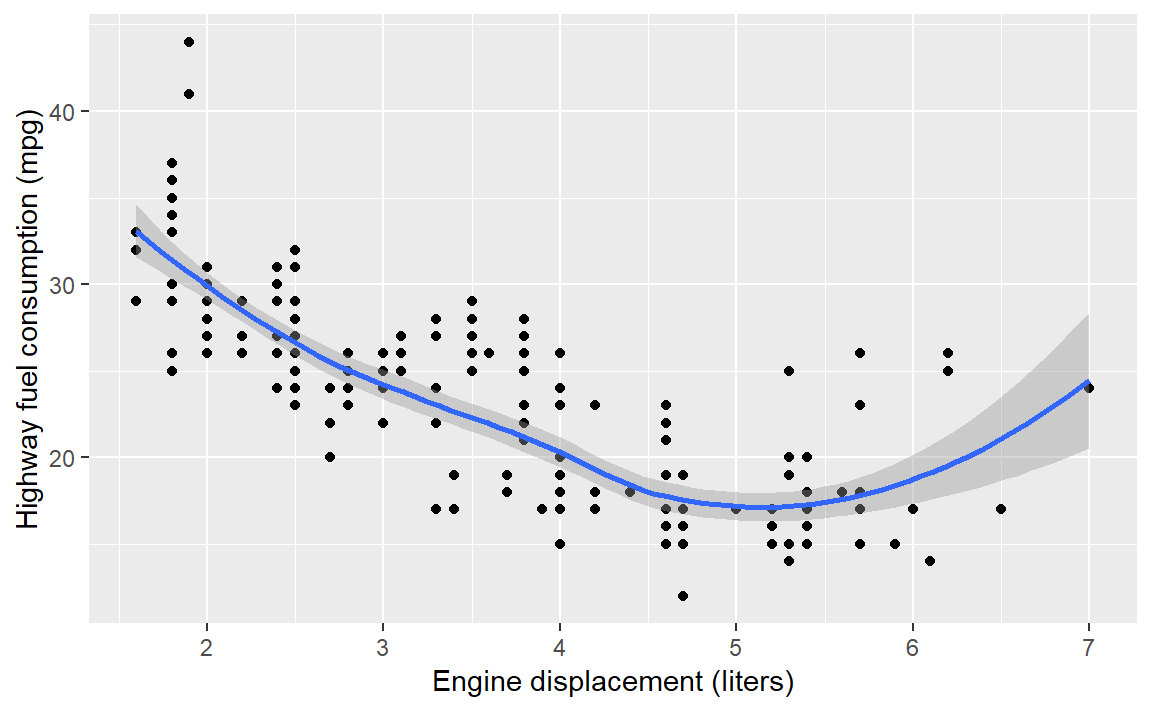 Highway fuel consumption (mpg)
40
30
20
2 3 4 5 6 7
Engine displacement (liters)